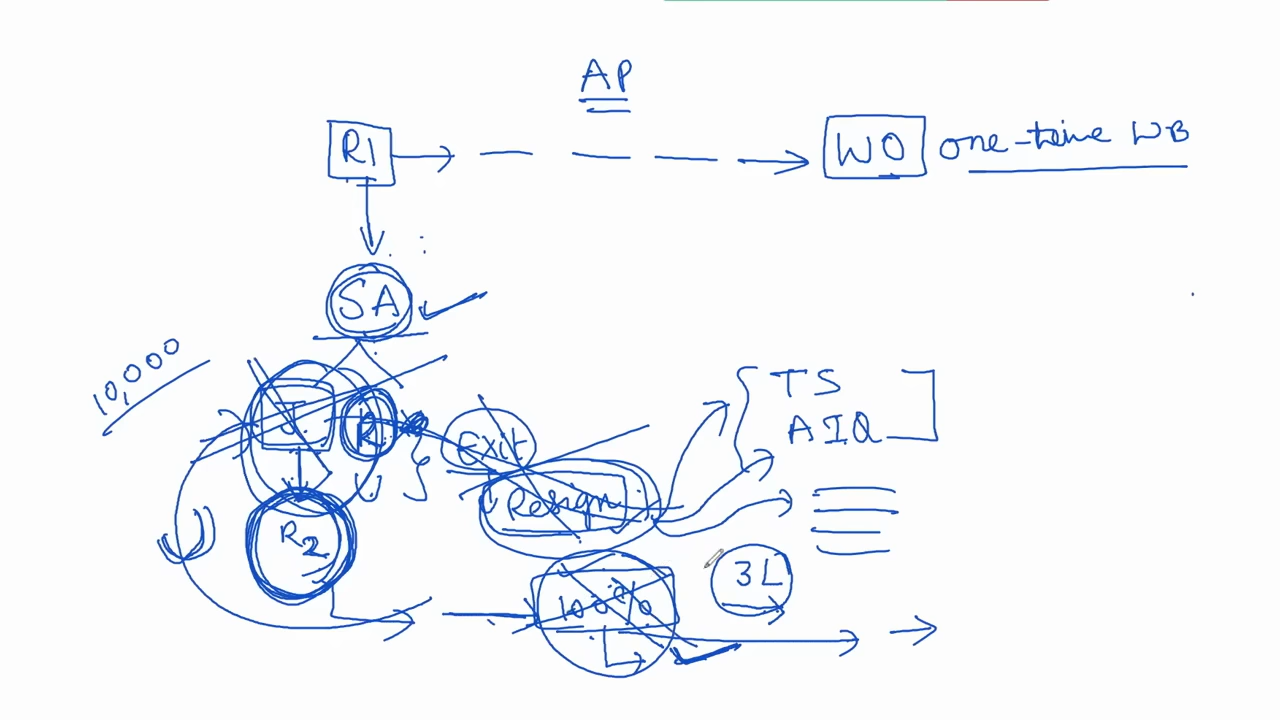 AP
R1
WO one-time WB
SA
10,000
TS
J
R
AIQ
Exit
Resign
R2
3L
100%